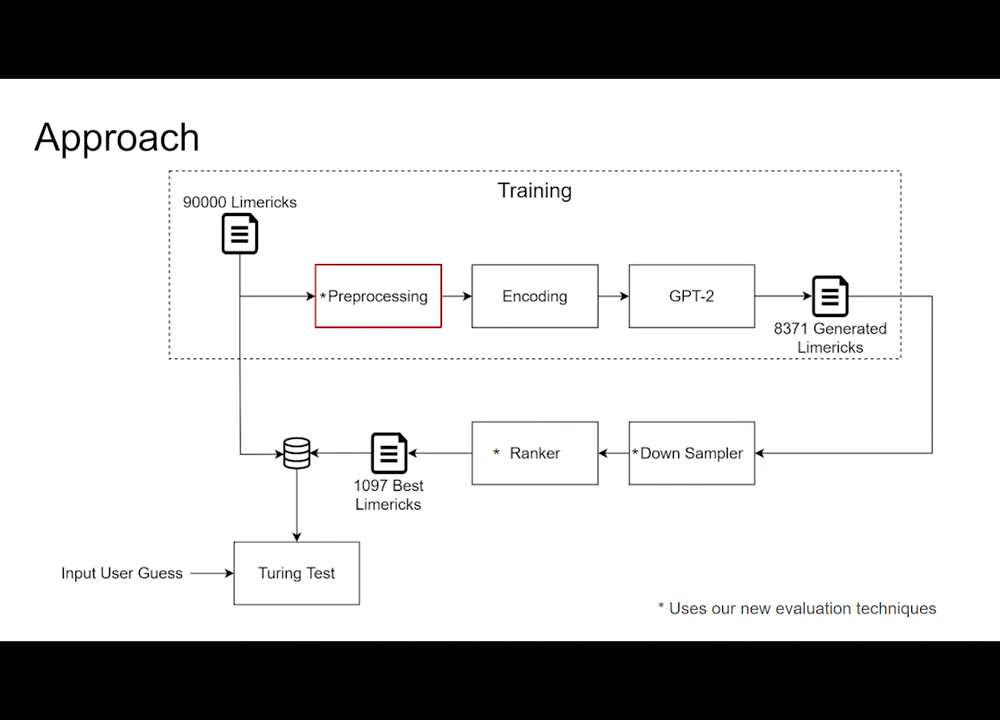 Approach
Training
90000 Limericks
*Preprocessing
Encoding
GPT-2
8371 Generated
Limericks
* Ranker
*Down Sampler
1097 Best
Limericks
Input User Guess
Turing Test
* Uses our new evaluation techniques